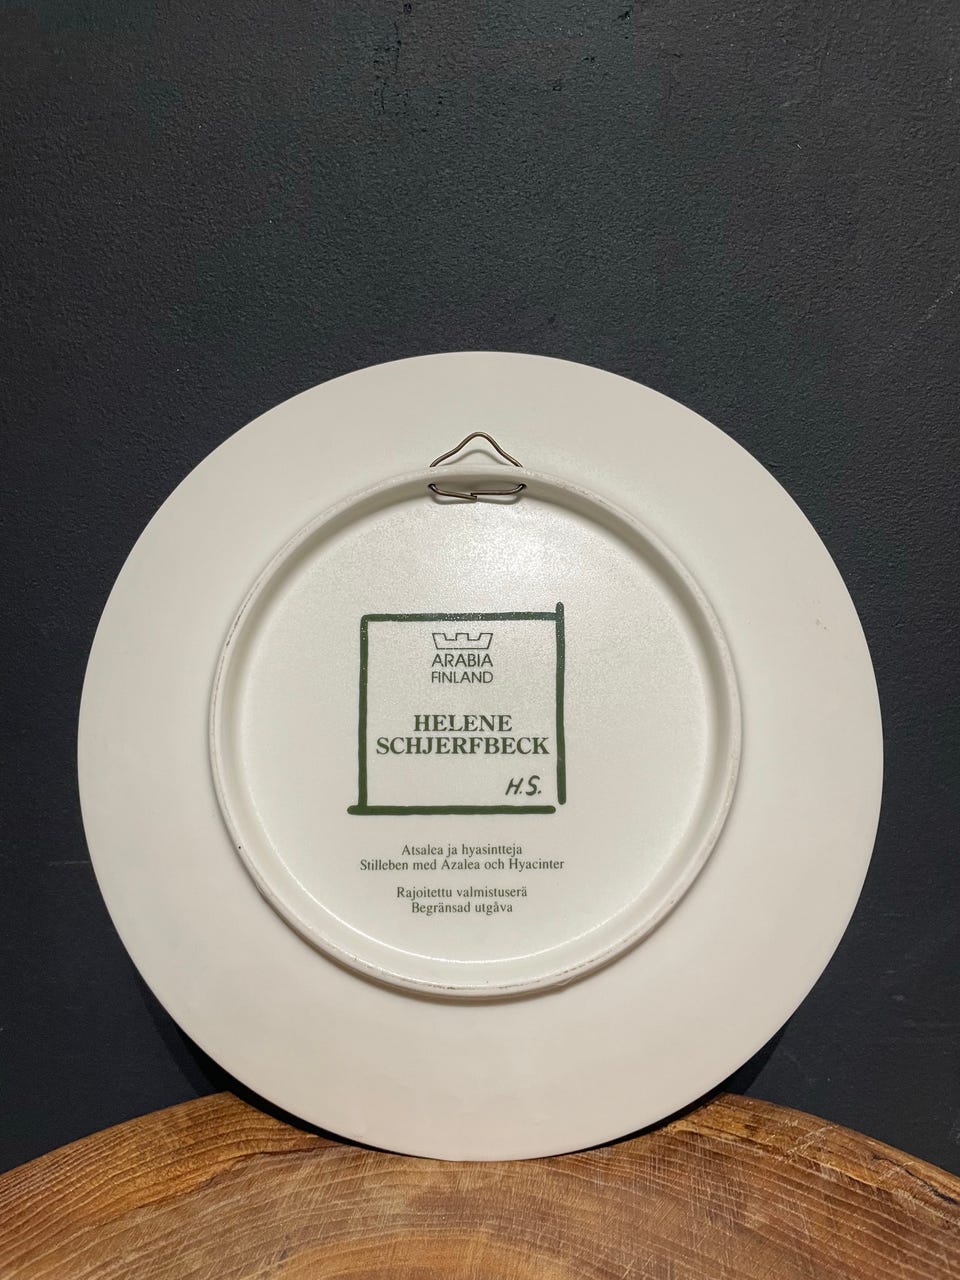 ARABIA
FINLAND
HELENE
SCHJERFBECK
H.S.
Atsalea ja hyasintteja
Stilleben med Azalea och Hyacinter
Rajoitettu valmistuserä
Begränsad utgåva